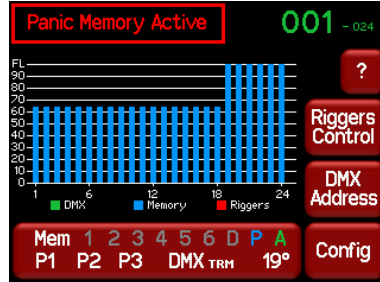 Panic Memory Active
001 - 024
?
FL
90
80
70
60
50
40
30
20
10
0
1 6 12 18 24
DMX Memory Riggers
Riggers
Control
DMX
Address
Mem 1 2 3 4 5 6 D P A
P1 P2 P3 DMX TRM 19°
Config